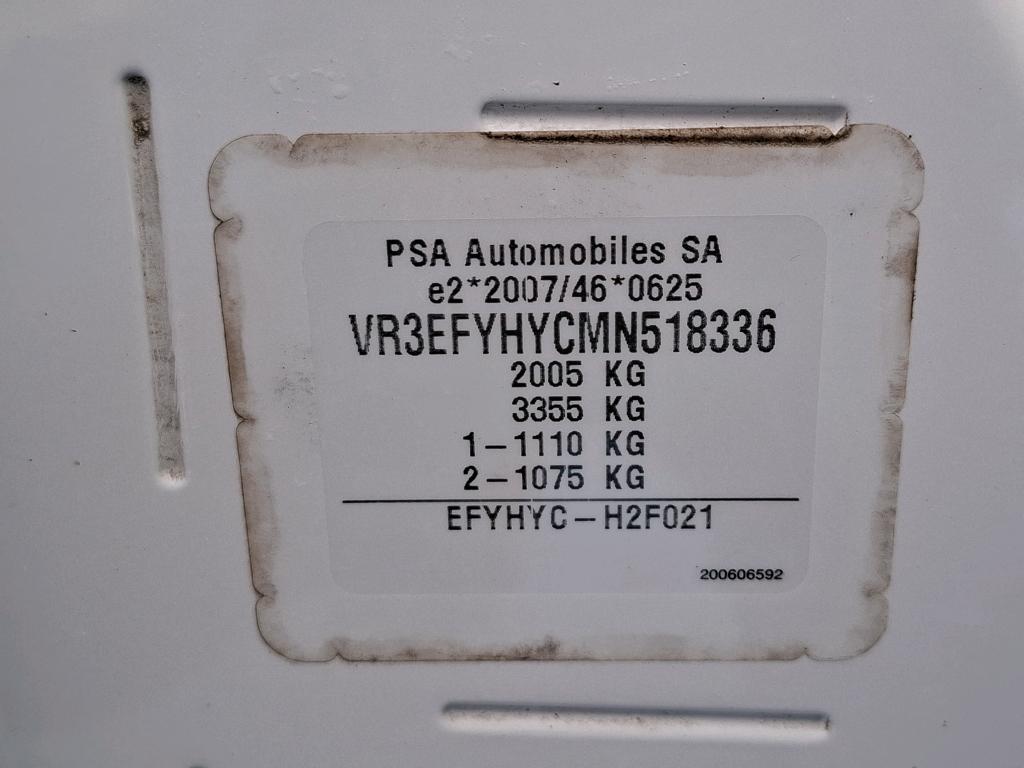 PSA Automobiles SA
e2*2007/46*0625
VR3EFYHYCMN518336
2005 KG
3355 KG
1-1110 KG
2-1075 KG
EFYHYC-H2F021
200606592